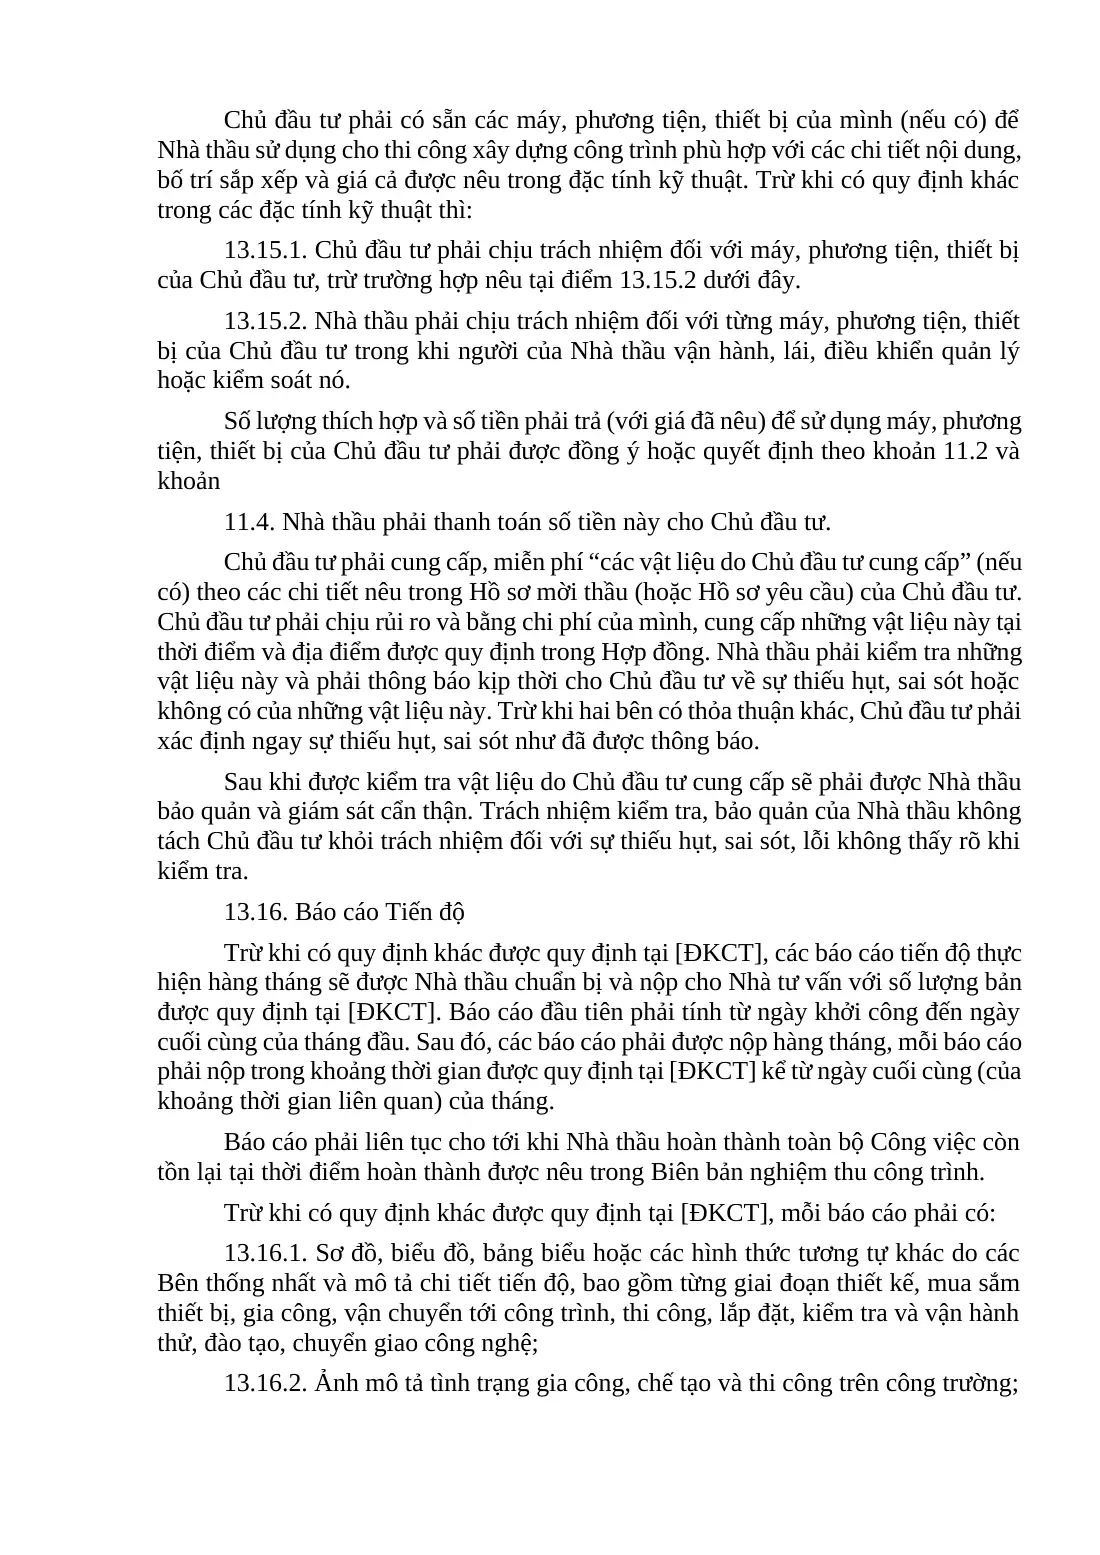 Chủ đầu tư phải có sẵn các máy, phương tiện, thiết bị của mình (nếu có) để
Nhà thầu sử dụng cho thi công xây dựng công trình phù hợp với các chi tiết nội dung,
bố trí sắp xếp và giá cả được nêu trong đặc tính kỹ thuật. Trừ khi có quy định khác
trong các đặc tính kỹ thuật thì:
13.15.1. Chủ đầu tư phải chịu trách nhiệm đối với máy, phương tiện, thiết bị
của Chủ đầu tư, trừ trường hợp nêu tại điểm 13.15.2 dưới đây.
13.15.2. Nhà thầu phải chịu trách nhiệm đối với từng máy, phương tiện, thiết
bị của Chủ đầu tư trong khi người của Nhà thầu vận hành, lái, điều khiển quản lý
hoặc kiểm soát nó.
Số lượng thích hợp và số tiền phải trả (với giá đã nêu) để sử dụng máy, phương
tiện, thiết bị của Chủ đầu tư phải được đồng ý hoặc quyết định theo khoản 11.2 và
khoản
11.4. Nhà thầu phải thanh toán số tiền này cho Chủ đầu tư.
Chủ đầu tư phải cung cấp, miễn phí “các vật liệu do Chủ đầu tư cung cấp” (nếu
có) theo các chi tiết nêu trong Hồ sơ mời thầu (hoặc Hồ sơ yêu cầu) của Chủ đầu tư.
Chủ đầu tư phải chịu rủi ro và bằng chi phí của mình, cung cấp những vật liệu này tại
thời điểm và địa điểm được quy định trong Hợp đồng. Nhà thầu phải kiểm tra những
vật liệu này và phải thông báo kịp thời cho Chủ đầu tư về sự thiếu hụt, sai sót hoặc
không có của những vật liệu này. Trừ khi hai bên có thỏa thuận khác, Chủ đầu tư phải
xác định ngay sự thiếu hụt, sai sót như đã được thông báo.
Sau khi được kiểm tra vật liệu do Chủ đầu tư cung cấp sẽ phải được Nhà thầu
bảo quản và giám sát cẩn thận. Trách nhiệm kiểm tra, bảo quản của Nhà thầu không
tách Chủ đầu tư khỏi trách nhiệm đối với sự thiếu hụt, sai sót, lỗi không thấy rõ khi
kiểm tra.
13.16. Báo cáo Tiến độ
Trừ khi có quy định khác được quy định tại [ĐKCT], các báo cáo tiến độ thực
hiện hàng tháng sẽ được Nhà thầu chuẩn bị và nộp cho Nhà tư vấn với số lượng bản
được quy định tại [ĐKCT]. Báo cáo đầu tiên phải tính từ ngày khởi công đến ngày
cuối cùng của tháng đầu. Sau đó, các báo cáo phải được nộp hàng tháng, mỗi báo cáo
phải nộp trong khoảng thời gian được quy định tại [ĐKCT] kể từ ngày cuối cùng (của
khoảng thời gian liên quan) của tháng.
Báo cáo phải liên tục cho tới khi Nhà thầu hoàn thành toàn bộ Công việc còn
tồn lại tại thời điểm hoàn thành được nêu trong Biên bản nghiệm thu công trình.
Trừ khi có quy định khác được quy định tại [ĐKCT], mỗi báo cáo phải có:
13.16.1. Sơ đồ, biểu đồ, bảng biểu hoặc các hình thức tương tự khác do các
Bên thống nhất và mô tả chi tiết tiến độ, bao gồm từng giai đoạn thiết kế, mua sắm
thiết bị, gia công, vận chuyển tới công trình, thi công, lắp đặt, kiểm tra và vận hành
thử, đào tạo, chuyển giao công nghệ;
13.16.2. Ảnh mô tả tình trạng gia công, chế tạo và thi công trên công trường;